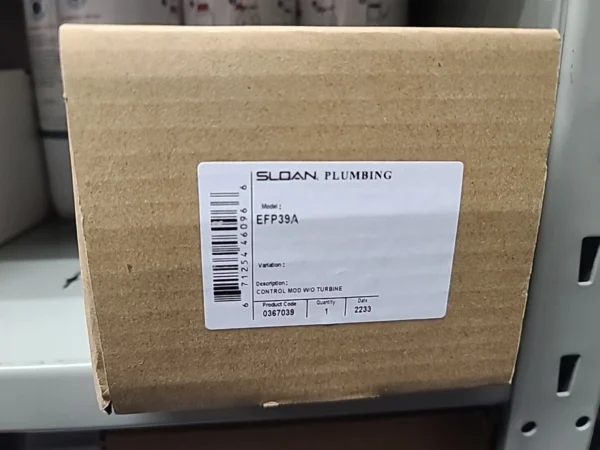 SLOAN. PLUMBING
Model :
EFP39A
Variation :
Description :
CONTROL MOD W/O TURBINE
Product Code Quantity Date
0367039 1 2233
6 71254 46096 6